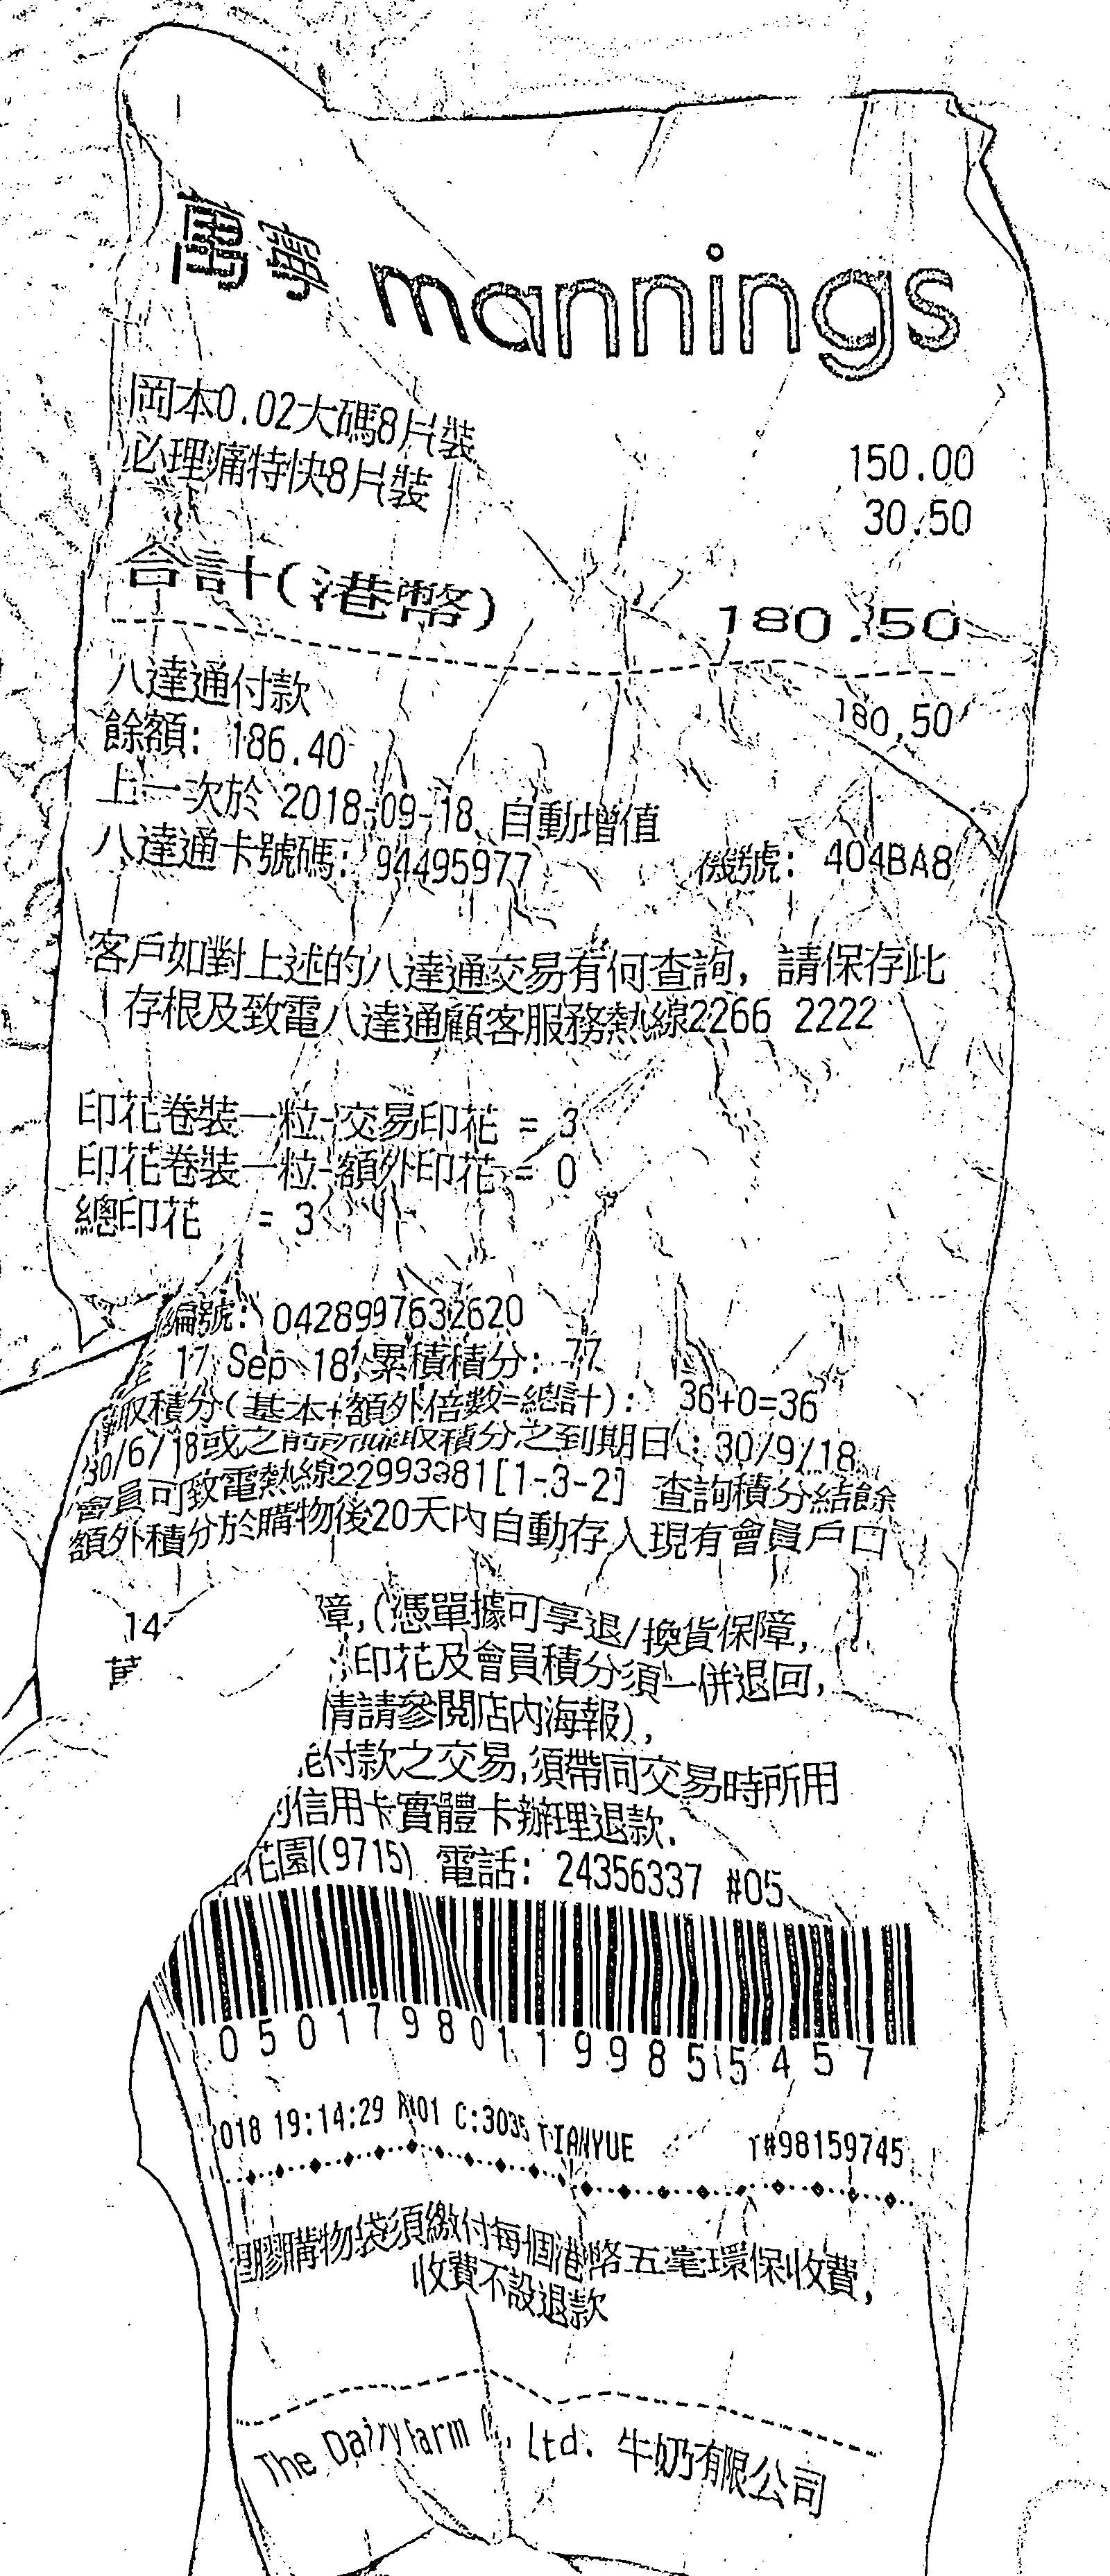 萬寧 mannings
岡本0.02大碼8片裝 150.00
必理痛特快8片裝 30.50
合計(港幣) 180.50
八達通付款 180.50
餘額: 186.40
上一次於 2018-09-18 自動增值
八達通卡號碼: 94495977 機號: 404BA8
客戶如對上述的八達通交易有何查詢, 請保存此
存根及致電八達通顧客服務熱線2266 2222
印花卷裝一粒-交易印花 = 3
印花卷裝一粒-額外印花 = 0
總印花 = 3
編號: 0428997632620
17 Sep 18, 累積積分: 77
取積分(基本+額外倍數=總計): 36+0=36
30/6/18或之前 取積分之到期日: 30/9/18
會員可致電熱線22993381[1-3-2] 查詢積分結餘
額外積分於購物後20天內自動存入現有會員戶口
14 障,(憑單據可享退/換貨保障,
印花及會員積分須一併退回,
情請參閱店內海報),
付款之交易,須帶同交易時所用
的信用卡實體卡辦理退款.
花園(9715) 電話: 24356337 #05
0501798011998555457
018 19:14:29 R#01 C:3035 TIANYUE T#98159745
膠購物袋須繳付每個港幣五毫環保收費,
收費不設退款
The Dairy Farm Co. Ltd. 牛奶有限公司